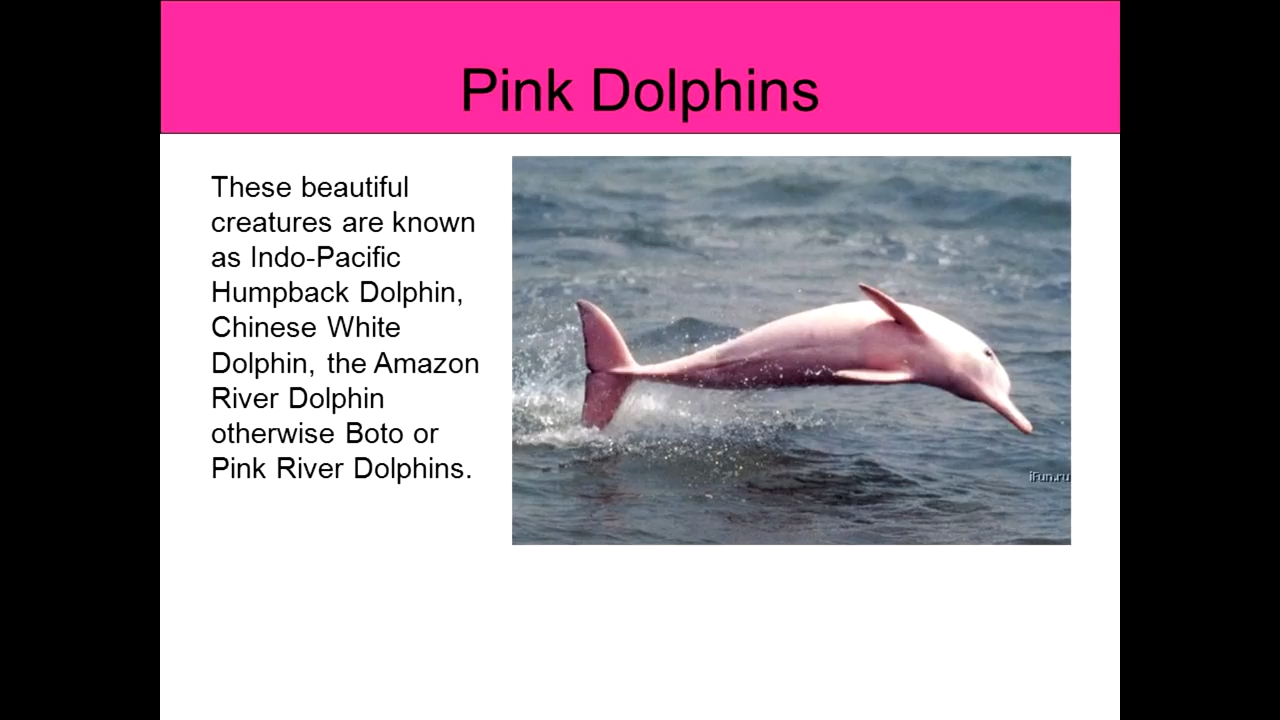 Pink Dolphins
These beautiful
creatures are known
as Indo-Pacific
Humpback Dolphin,
Chinese White
Dolphin, the Amazon
River Dolphin
otherwise Boto or
Pink River Dolphins.
iFun.ru